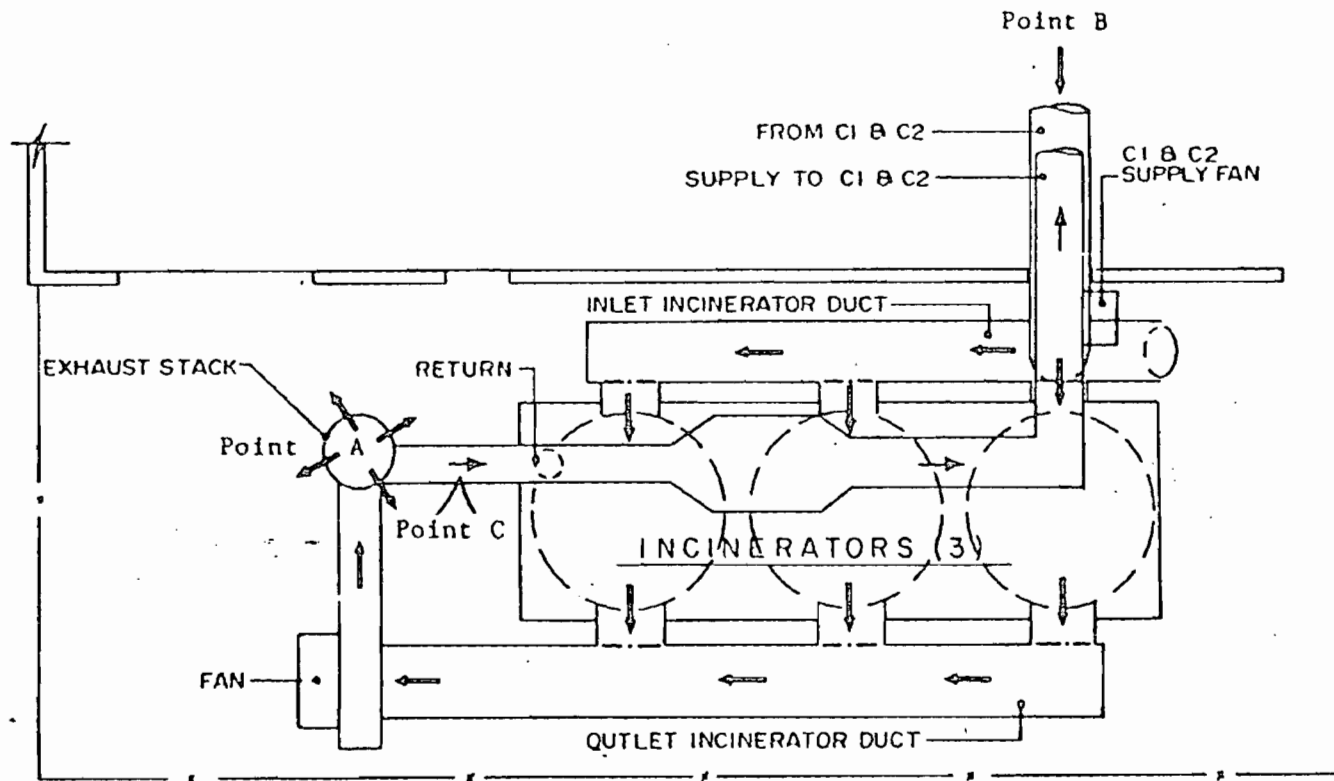 Point B
FROM C1 & C2
SUPPLY TO C1 & C2
C1 & C2
SUPPLY FAN
INLET INCINERATOR DUCT
EXHAUST STACK
RETURN
Point A
Point C
INCINERATORS (3)
FAN
OUTLET INCINERATOR DUCT